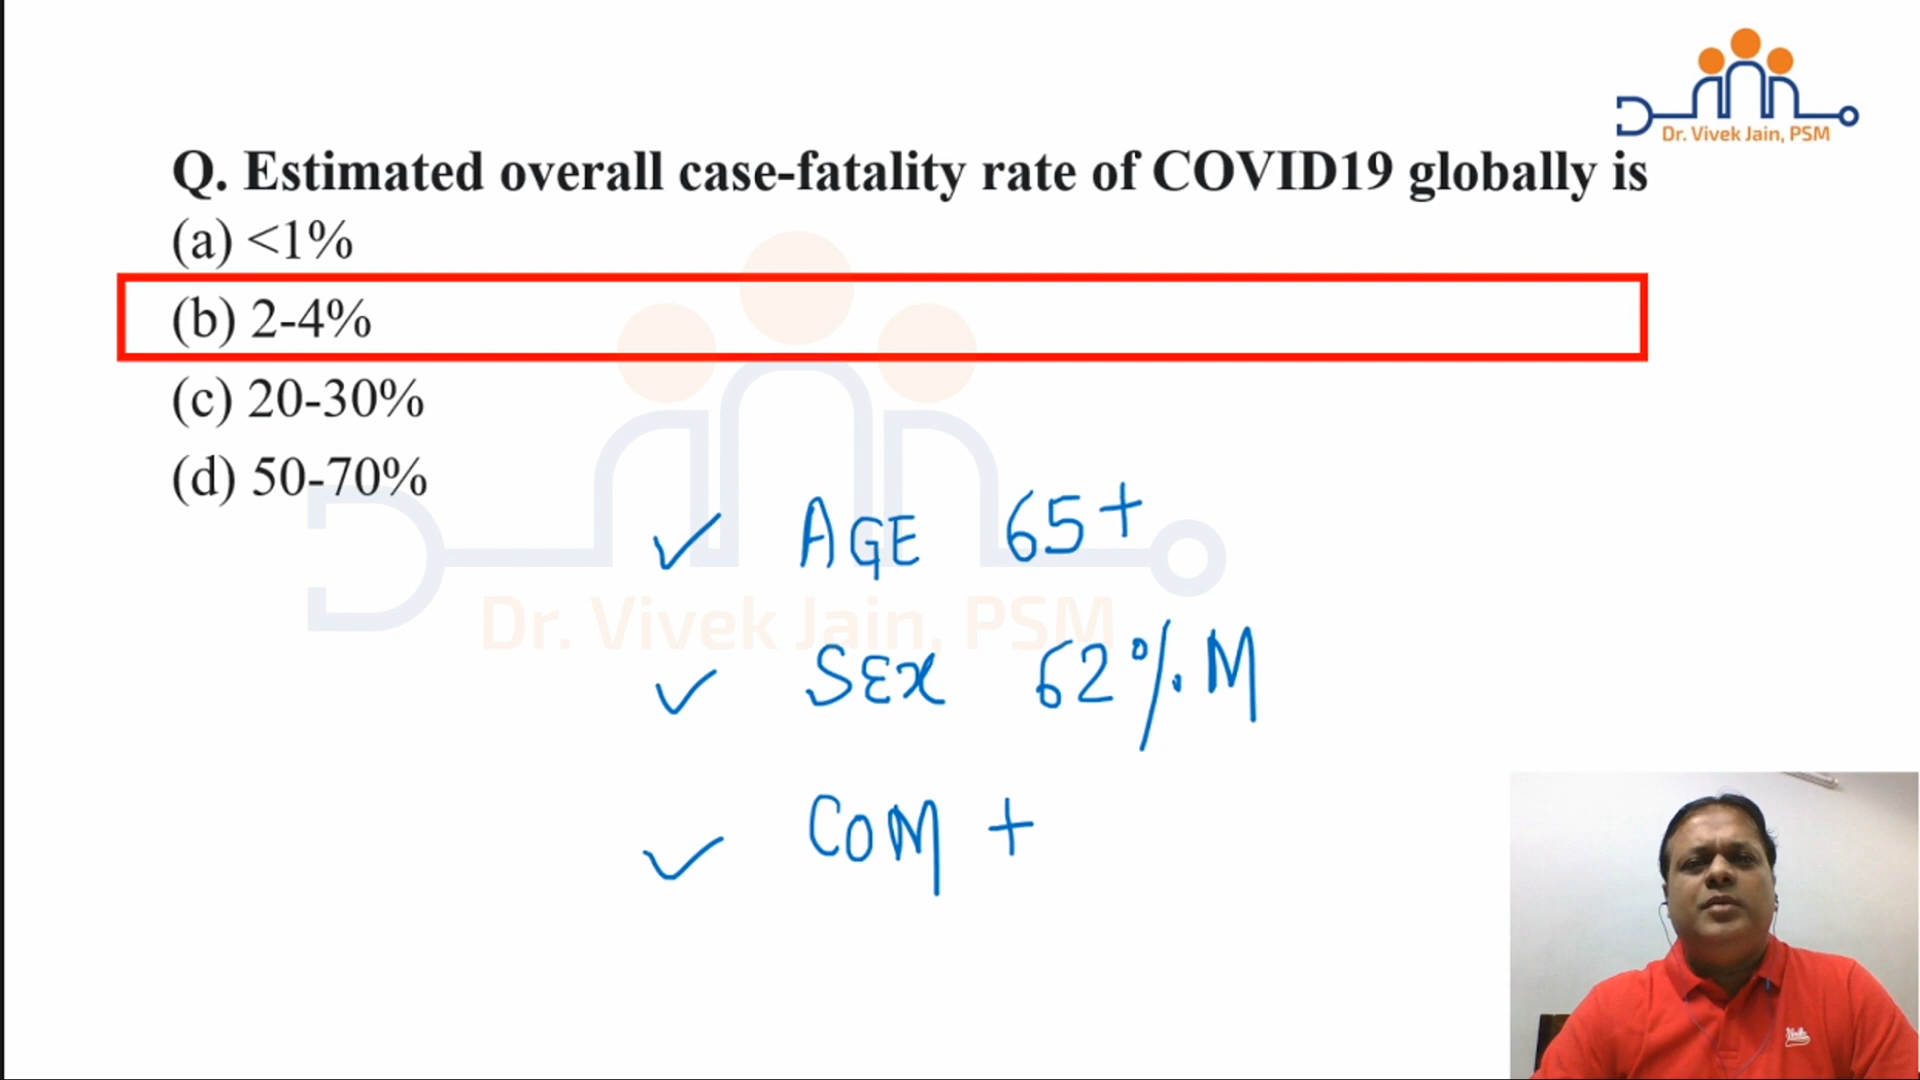 Dr. Vivek Jain, PSM
Q. Estimated overall case-fatality rate of COVID19 globally is
(a) <1%
(b) 2-4%
(c) 20-30%
(d) 50-70%
✓ AGE 65+
Dr. Vivek Jain, PSM
✓ SEX 62% M
✓ COM +